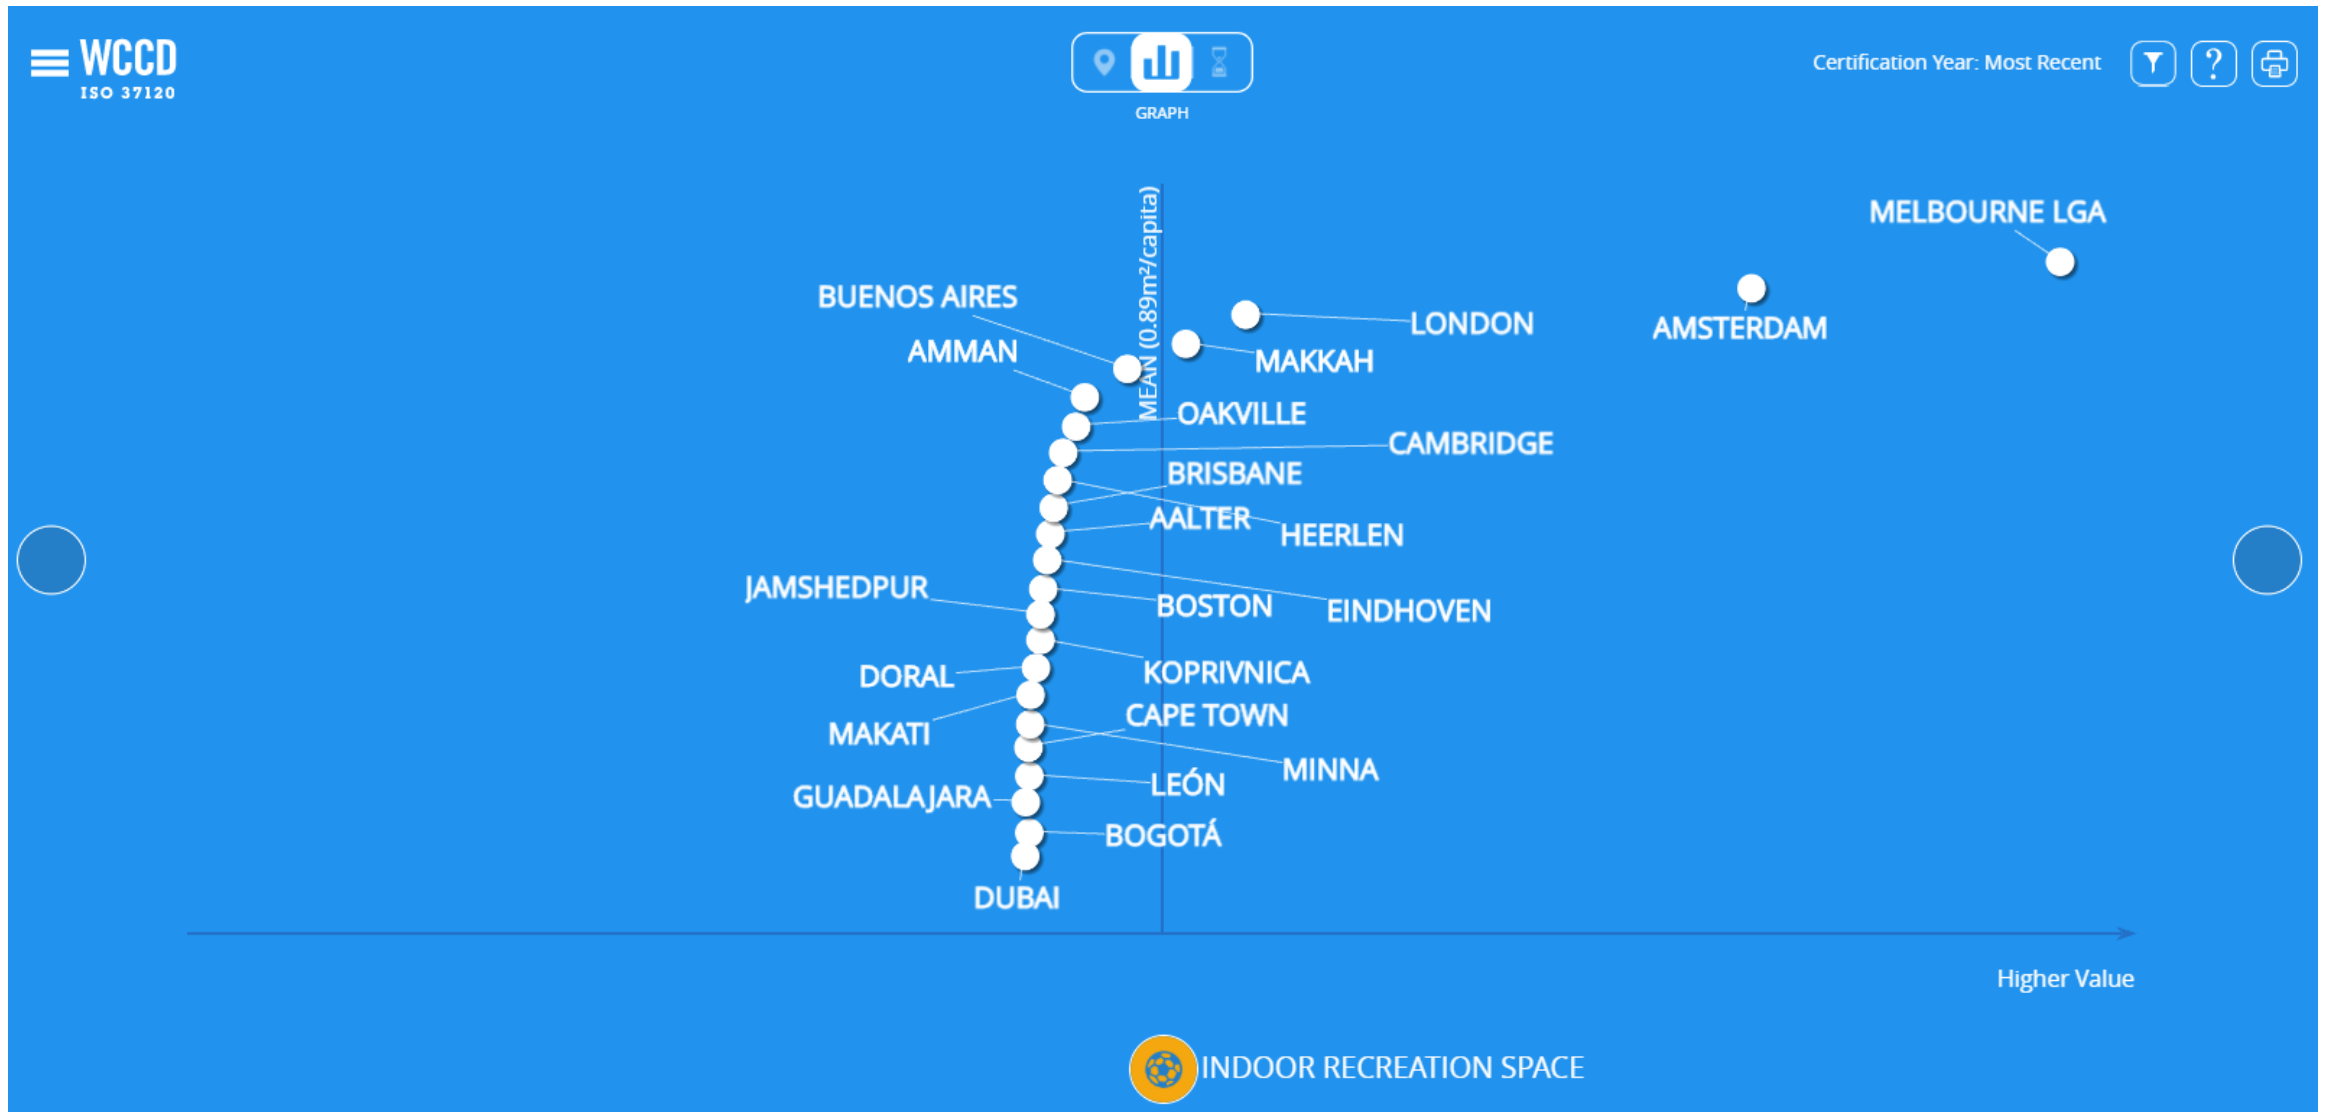 WCCD
ISO 37120
GRAPH
Certification Year: Most Recent
?
MEAN (0.89m²/capita)
MELBOURNE LGA
BUENOS AIRES
LONDON
AMSTERDAM
AMMAN
MAKKAH
OAKVILLE
CAMBRIDGE
BRISBANE
AALTER
HEERLEN
JAMSHEDPUR
BOSTON
EINDHOVEN
DORAL
KOPRIVNICA
CAPE TOWN
MAKATI
MINNA
LEÓN
GUADALAJARA
BOGOTÁ
DUBAI
Higher Value
INDOOR RECREATION SPACE